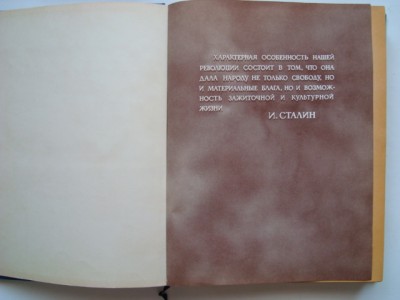 ХАРАКТЕРНАЯ ОСОБЕННОСТЬ НАШЕЙ
РЕВОЛЮЦИИ СОСТОИТ В ТОМ, ЧТО ОНА
ДАЛА НАРОДУ НЕ ТОЛЬКО СВОБОДУ, НО
И МАТЕРИАЛЬНЫЕ БЛАГА, НО И ВОЗМОЖ-
НОСТЬ ЗАЖИТОЧНОЙ И КУЛЬТУРНОЙ
ЖИЗНИ
И. СТАЛИН